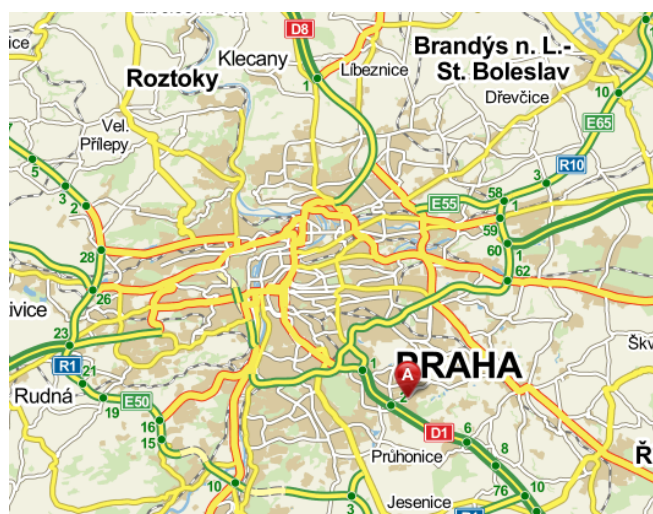 D8
Klecany
Brandýs n. L.-
St. Boleslav
Roztoky
1
Líbeznice
Dřevčice
10
Vel.
Přílepy
E65
5
3
R10
3
2
58
1
E55
59
28
60
1
62
26
23
R1
1
PRAHA
A
2
21
Rudná
19
E50
16
15
D1
6
Průhonice
8
10
76
10
3
Jesenice